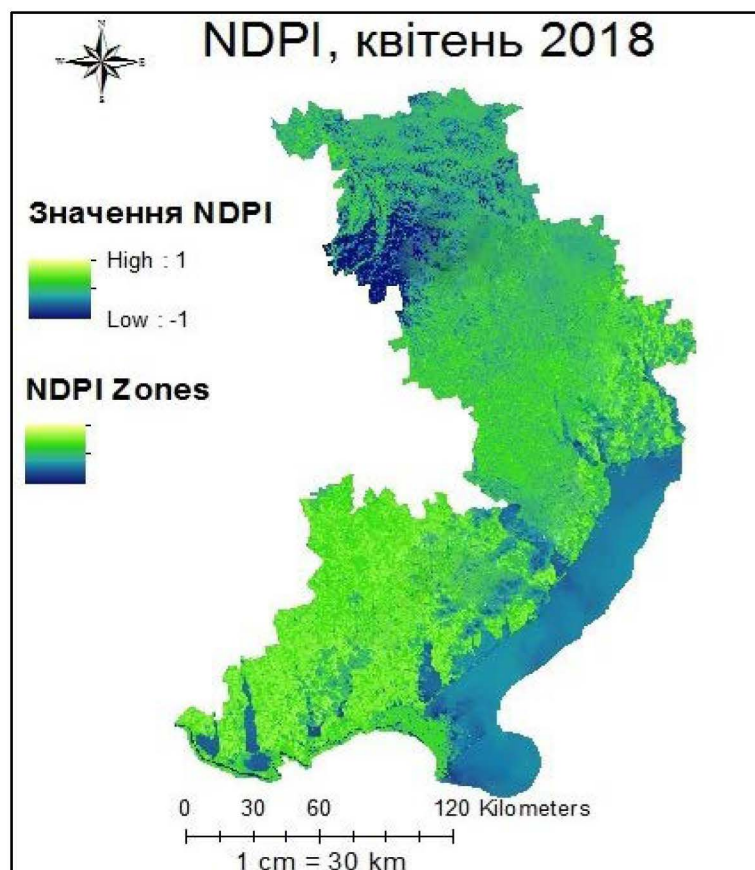 NDPI, квітень 2018
N
W
E
S
Значення NDPI
High : 1
Low : -1
NDPI Zones
0 30 60 120 Kilometers
1 cm = 30 km